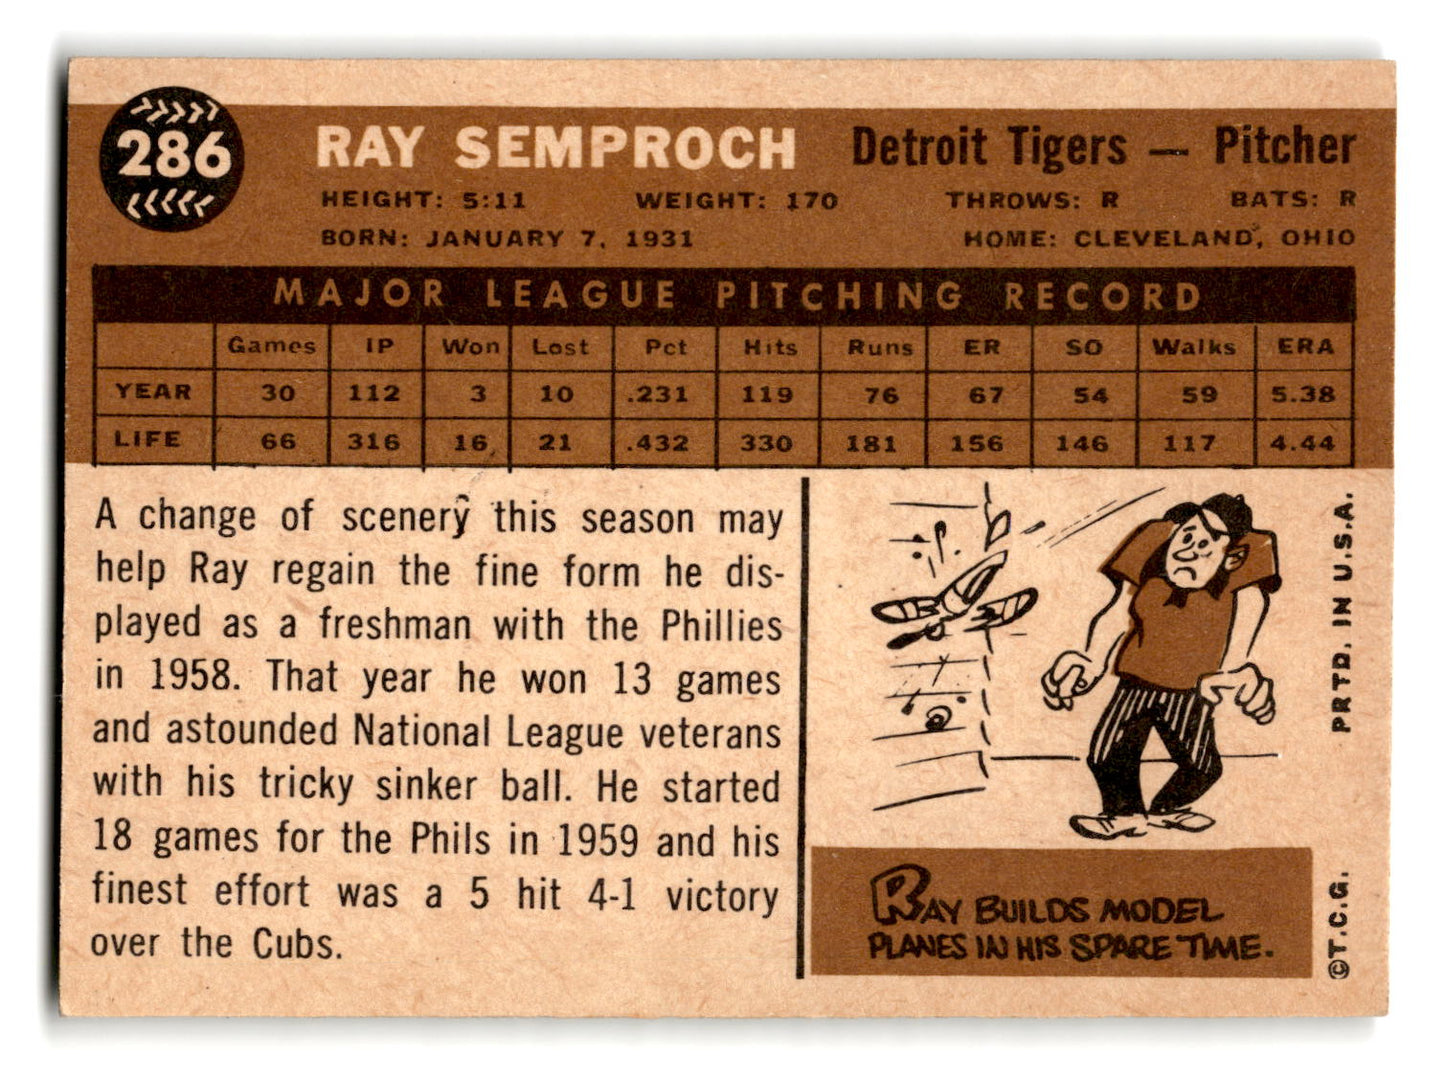 286
RAY SEMPROCH Detroit Tigers — Pitcher
HEIGHT: 5:11 WEIGHT: 170 THROWS: R BATS: R
BORN: JANUARY 7, 1931 HOME: CLEVELAND, OHIO
MAJOR LEAGUE PITCHING RECORD
Games IP Won Lost Pct Hits Runs ER SO Walks ERA
YEAR 30 112 3 10 .231 119 76 67 54 59 5.38
LIFE 66 316 16 21 .432 330 181 156 146 117 4.44
A change of scenery this season may
help Ray regain the fine form he dis-
played as a freshman with the Phillies
in 1958. That year he won 13 games
and astounded National League veterans
with his tricky sinker ball. He started
18 games for the Phils in 1959 and his
finest effort was a 5 hit 4-1 victory
over the Cubs.
RAY BUILDS MODEL
PLANES IN HIS SPARE TIME.
©T.C.G. PRTD. IN U.S.A.